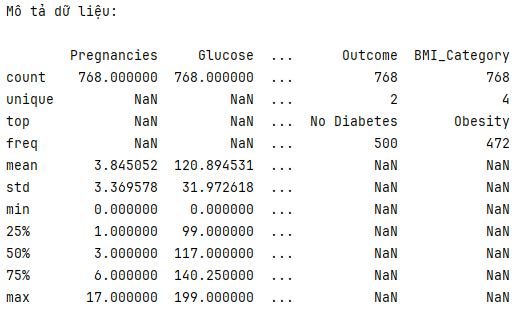 Mô tả dữ liệu:
Pregnancies Glucose ... Outcome BMI_Category
count 768.000000 768.000000 ... 768 768
unique NaN NaN ... 2 4
top NaN NaN ... No Diabetes Obesity
freq NaN NaN ... 500 472
mean 3.845052 120.894531 ... NaN NaN
std 3.369578 31.972618 ... NaN NaN
min 0.000000 0.000000 ... NaN NaN
25% 1.000000 99.000000 ... NaN NaN
50% 3.000000 117.000000 ... NaN NaN
75% 6.000000 140.250000 ... NaN NaN
max 17.000000 199.000000 ... NaN NaN